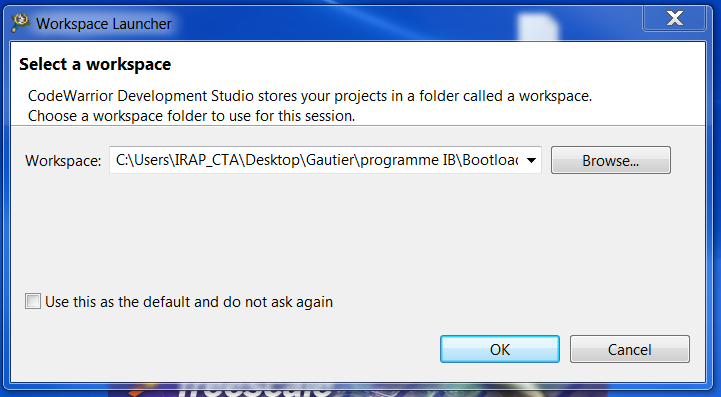 Workspace Launcher
Select a workspace
CodeWarrior Development Studio stores your projects in a folder called a workspace.
Choose a workspace folder to use for this session.
Workspace: C:\Users\IRAP_CTA\Desktop\Gautier\programme IB\Bootload Browse...
Use this as the default and do not ask again
OK Cancel
freescale